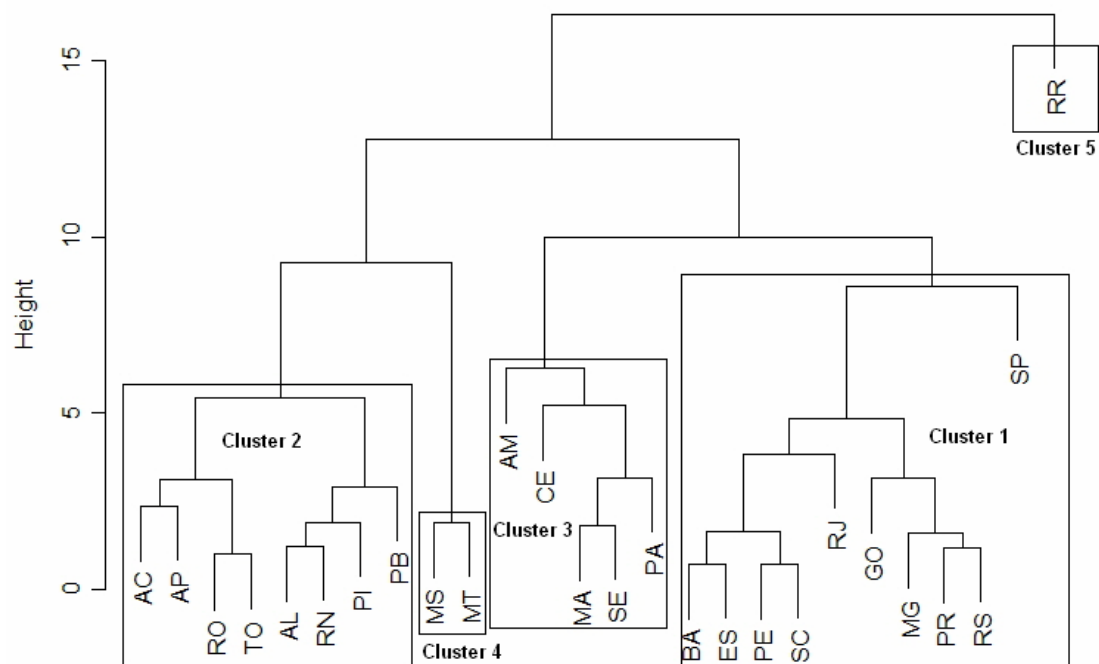 Height
15
10
5
0
RR
Cluster 5
SP
Cluster 1
Cluster 2
AM
CE
Cluster 3
PA
MA
SE
RJ
GO
MG
PR
RS
BA
ES
PE
SC
AC
AP
RO
TO
AL
RN
PI
PB
MS
MT
Cluster 4